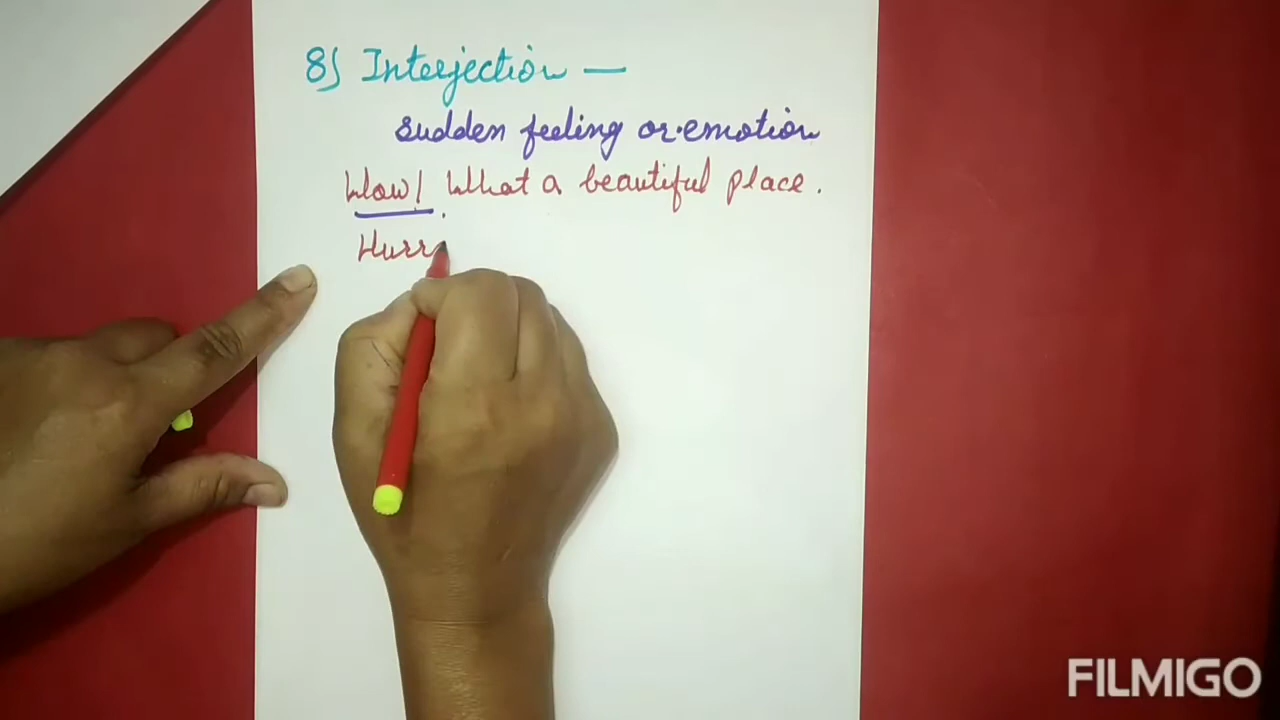 8) Interjection —
sudden feeling or emotion
Wow! What a beautiful place.
Hurr
FILMIGO